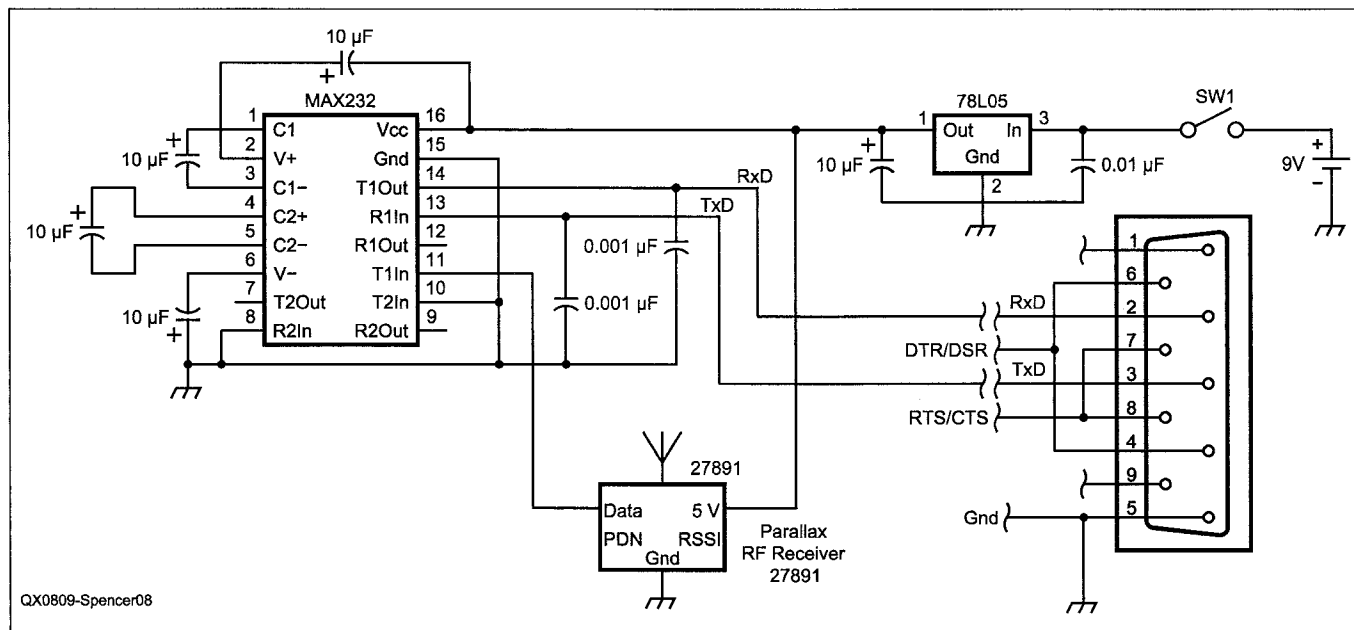 10 µF
+
MAX232
1 C1 Vcc 16
2 V+ Gnd 15
3 C1− T1Out 14
4 C2+ R1In 13
5 C2− R1Out 12
6 V− T1In 11
7 T2Out T2In 10
8 R2In R2Out 9
+
10 µF
+
10 µF
10 µF
+
RxD
TxD
0.001 µF
0.001 µF
78L05
1 Out In 3
Gnd
2
+
10 µF
0.01 µF
SW1
+
9V
−
1
6
RxD 2
DTR/DSR 7
TxD 3
RTS/CTS 8
4
9
Gnd 5
27891
Data 5 V
PDN RSSI
Gnd
Parallax
RF Receiver
27891
QX0809-Spencer08